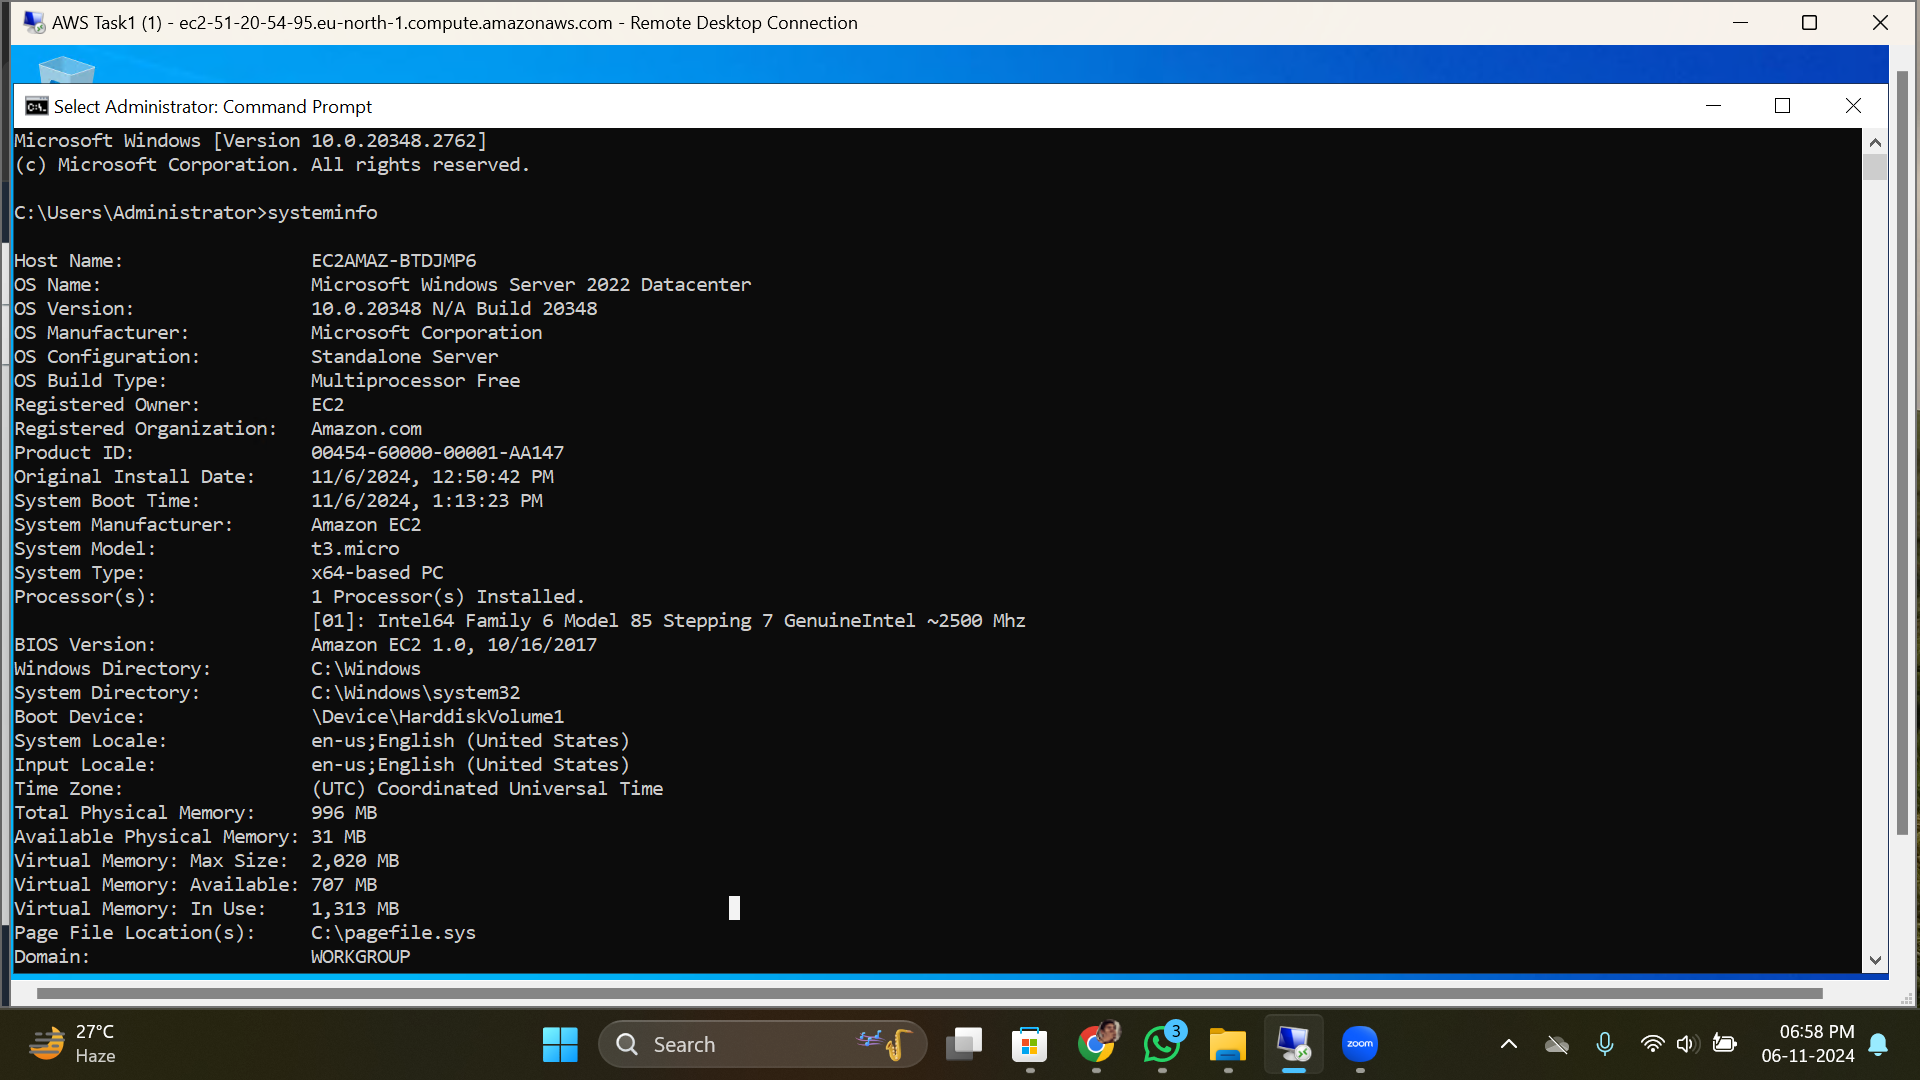 AWS Task1 (1) - ec2-51-20-54-95.eu-north-1.compute.amazonaws.com - Remote Desktop Connection
Select Administrator: Command Prompt
Microsoft Windows [Version 10.0.20348.2762]
(c) Microsoft Corporation. All rights reserved.
C:\Users\Administrator>systeminfo
Host Name: EC2AMAZ-BTDJMP6
OS Name: Microsoft Windows Server 2022 Datacenter
OS Version: 10.0.20348 N/A Build 20348
OS Manufacturer: Microsoft Corporation
OS Configuration: Standalone Server
OS Build Type: Multiprocessor Free
Registered Owner: EC2
Registered Organization: Amazon.com
Product ID: 00454-60000-00001-AA147
Original Install Date: 11/6/2024, 12:50:42 PM
System Boot Time: 11/6/2024, 1:13:23 PM
System Manufacturer: Amazon EC2
System Model: t3.micro
System Type: x64-based PC
Processor(s): 1 Processor(s) Installed.
[01]: Intel64 Family 6 Model 85 Stepping 7 GenuineIntel ~2500 Mhz
BIOS Version: Amazon EC2 1.0, 10/16/2017
Windows Directory: C:\Windows
System Directory: C:\Windows\system32
Boot Device: \Device\HarddiskVolume1
System Locale: en-us;English (United States)
Input Locale: en-us;English (United States)
Time Zone: (UTC) Coordinated Universal Time
Total Physical Memory: 996 MB
Available Physical Memory: 31 MB
Virtual Memory: Max Size: 2,020 MB
Virtual Memory: Available: 707 MB
Virtual Memory: In Use: 1,313 MB
Page File Location(s): C:\pagefile.sys
Domain: WORKGROUP
27°C
Haze
Search
3
zoom
06:58 PM
06-11-2024